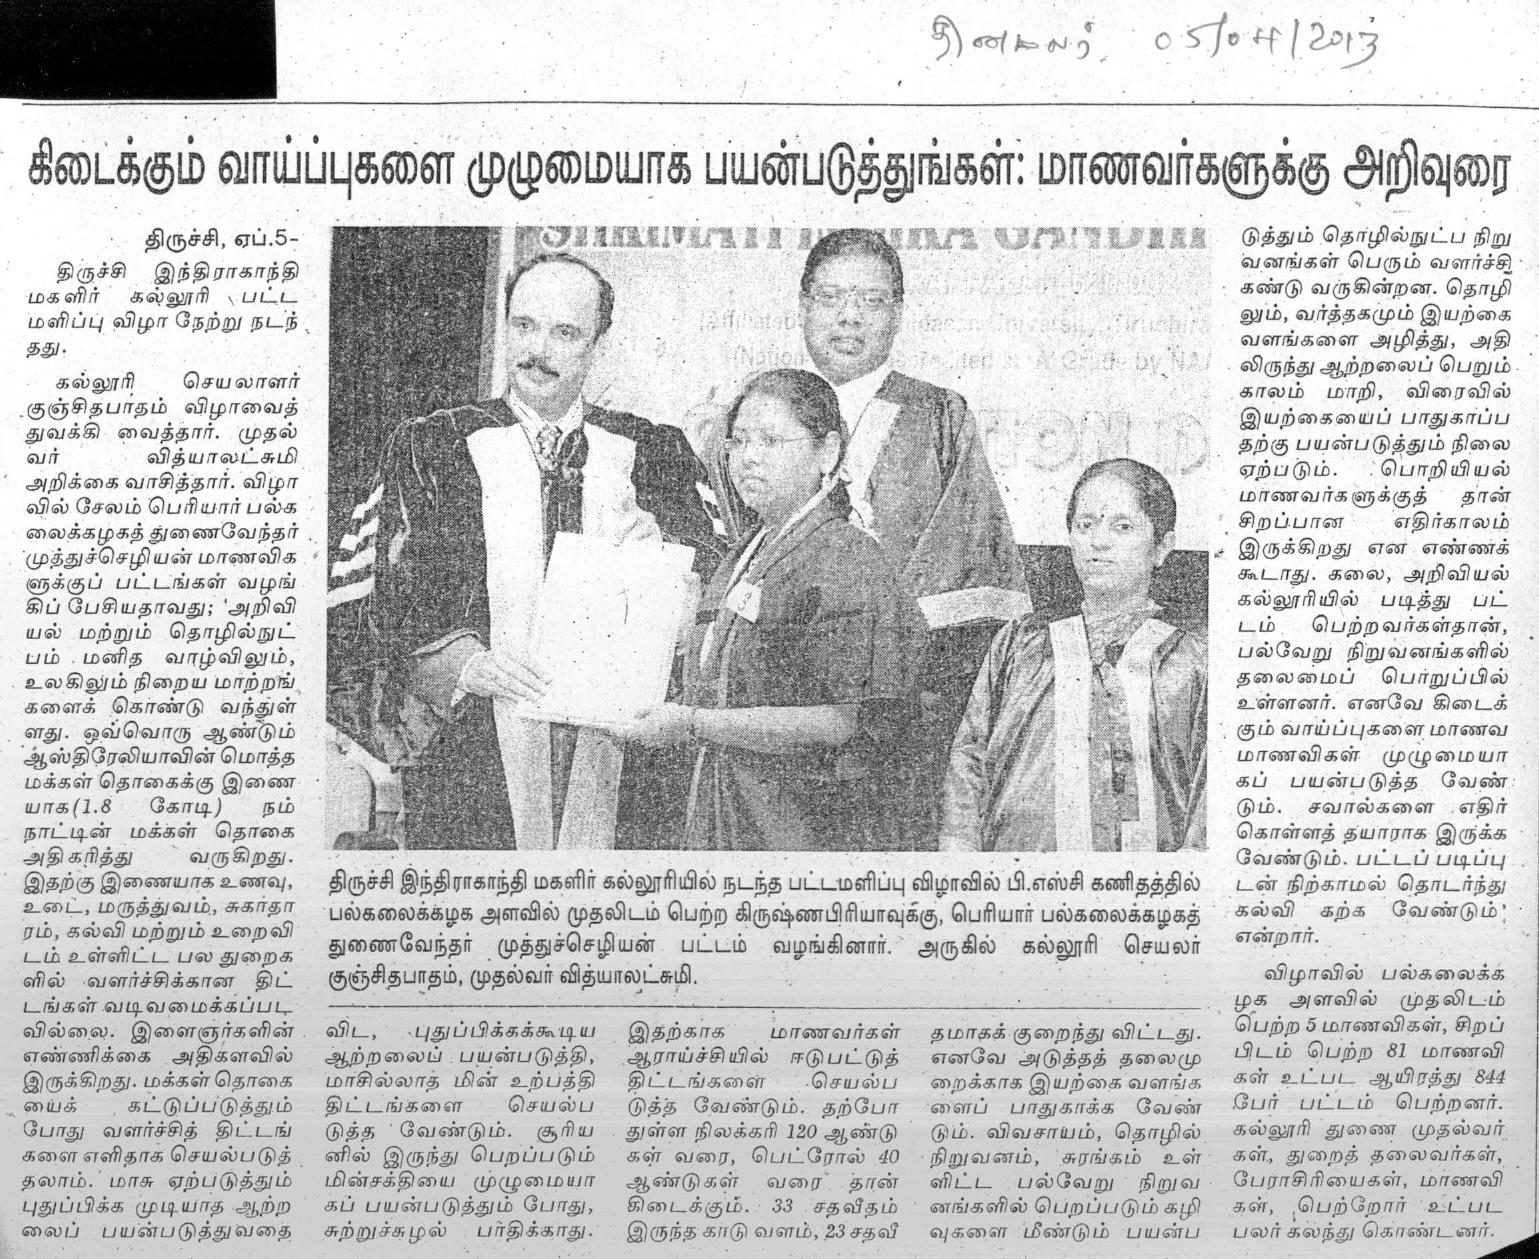 தினமலர் 05/04/2013
கிடைக்கும் வாய்ப்புகளை முழுமையாக பயன்படுத்துங்கள்: மாணவர்களுக்கு அறிவுரை
திருச்சி, ஏப்.5-
திருச்சி இந்திராகாந்தி
மகளிர் கல்லூரி பட்ட
மளிப்பு விழா நேற்று நடந்
தது.
கல்லூரி செயலாளர்
குஞ்சிதபாதம் விழாவைத்
துவக்கி வைத்தார். முதல்
வர் வித்யாலட்சுமி
அறிக்கை வாசித்தார். விழா
வில் சேலம் பெரியார் பல்க
லைக்கழகத் துணைவேந்தர்
முத்துச்செழியன் மாணவிக
ளுக்குப் பட்டங்கள் வழங்
கிப் பேசியதாவது; 'அறிவி
யல் மற்றும் தொழில்நுட்
பம் மனித வாழ்விலும்,
உலகிலும் நிறைய மாற்றங்
களைக் கொண்டு வந்துள்
ளது. ஒவ்வொரு ஆண்டும்
ஆஸ்திரேலியாவின் மொத்த
மக்கள் தொகைக்கு இணை
யாக(1.8 கோடி) நம்
நாட்டின் மக்கள் தொகை
அதிகரித்து வருகிறது.
இதற்கு இணையாக உணவு,
உடை, மருத்துவம், சுகாதா
ரம், கல்வி மற்றும் உறைவி
டம் உள்ளிட்ட பல துறைக
ளில் வளர்ச்சிக்கான திட்
டங்கள் வடிவமைக்கப்பட
வில்லை. இளைஞர்களின்
எண்ணிக்கை அதிகளவில்
இருக்கிறது. மக்கள் தொகை
யைக் கட்டுப்படுத்தும்
போது வளர்ச்சித் திட்டங்
களை எளிதாக செயல்படுத்
தலாம். மாசு ஏற்படுத்தும்
புதுப்பிக்க முடியாத ஆற்ற
லைப் பயன்படுத்துவதை
SHRIMATI INDIRA GANDHI
திருச்சி இந்திராகாந்தி மகளிர் கல்லூரியில் நடந்த பட்டமளிப்பு விழாவில் பி.எஸ்சி கணிதத்தில்
பல்கலைக்கழக அளவில் முதலிடம் பெற்ற கிருஷ்ணபிரியாவுக்கு, பெரியார் பல்கலைக்கழகத்
துணைவேந்தர் முத்துச்செழியன் பட்டம் வழங்கினார். அருகில் கல்லூரி செயலர்
குஞ்சிதபாதம், முதல்வர் வித்யாலட்சுமி.
விட, புதுப்பிக்கக்கூடிய
ஆற்றலைப் பயன்படுத்தி,
மாசில்லாத மின் உற்பத்தி
திட்டங்களை செயல்ப
டுத்த வேண்டும். சூரிய
னில் இருந்து பெறப்படும்
மின்சக்தியை முழுமையா
கப் பயன்படுத்தும் போது,
சுற்றுச்சூழல் பாதிக்காது.
இதற்காக மாணவர்கள்
ஆராய்ச்சியில் ஈடுபட்டுத்
திட்டங்களை செயல்ப
டுத்த வேண்டும். தற்போ
துள்ள நிலக்கரி 120 ஆண்டு
கள் வரை, பெட்ரோல் 40
ஆண்டுகள் வரை தான்
கிடைக்கும். 33 சதவீதம்
இருந்த காடு வளம், 23 சதவீ
தமாகக் குறைந்து விட்டது.
எனவே அடுத்தத் தலைமு
றைக்காக இயற்கை வளங்க
ளைப் பாதுகாக்க வேண்
டும். விவசாயம், தொழில்
நிறுவனம், சுரங்கம் உள்
ளிட்ட பல்வேறு நிறுவ
னங்களில் பெறப்படும் கழி
வுகளை மீண்டும் பயன்ப
டுத்தும் தொழில்நுட்ப நிறு
வனங்கள் பெரும் வளர்ச்சி
கண்டு வருகின்றன. தொழி
லும், வர்த்தகமும் இயற்கை
வளங்களை அழித்து, அதி
லிருந்து ஆற்றலைப் பெறும்
காலம் மாறி, விரைவில்
இயற்கையைப் பாதுகாப்ப
தற்கு பயன்படுத்தும் நிலை
ஏற்படும். பொறியியல்
மாணவர்களுக்குத் தான்
சிறப்பான எதிர்காலம்
இருக்கிறது என எண்ணக்
கூடாது. கலை, அறிவியல்
கல்லூரியில் படித்து பட்
டம் பெற்றவர்கள்தான்,
பல்வேறு நிறுவனங்களில்
தலைமைப் பொறுப்பில்
உள்ளனர். எனவே கிடைக்
கும் வாய்ப்புகளை மாணவ
மாணவிகள் முழுமையா
கப் பயன்படுத்த வேண்
டும். சவால்களை எதிர்
கொள்ளத் தயாராக இருக்க
வேண்டும். பட்டப் படிப்பு
டன் நிற்காமல் தொடர்ந்து
கல்வி கற்க வேண்டும்'
என்றார்.
விழாவில் பல்கலைக்க
ழக அளவில் முதலிடம்
பெற்ற 5 மாணவிகள், சிறப்
பிடம் பெற்ற 81 மாணவி
கள் உட்பட ஆயிரத்து 844
பேர் பட்டம் பெற்றனர்.
கல்லூரி துணை முதல்வர்
கள், துறைத் தலைவர்கள்,
பேராசிரியைகள், மாணவி
கள், பெற்றோர் உட்பட
பலர் கலந்து கொண்டனர்.